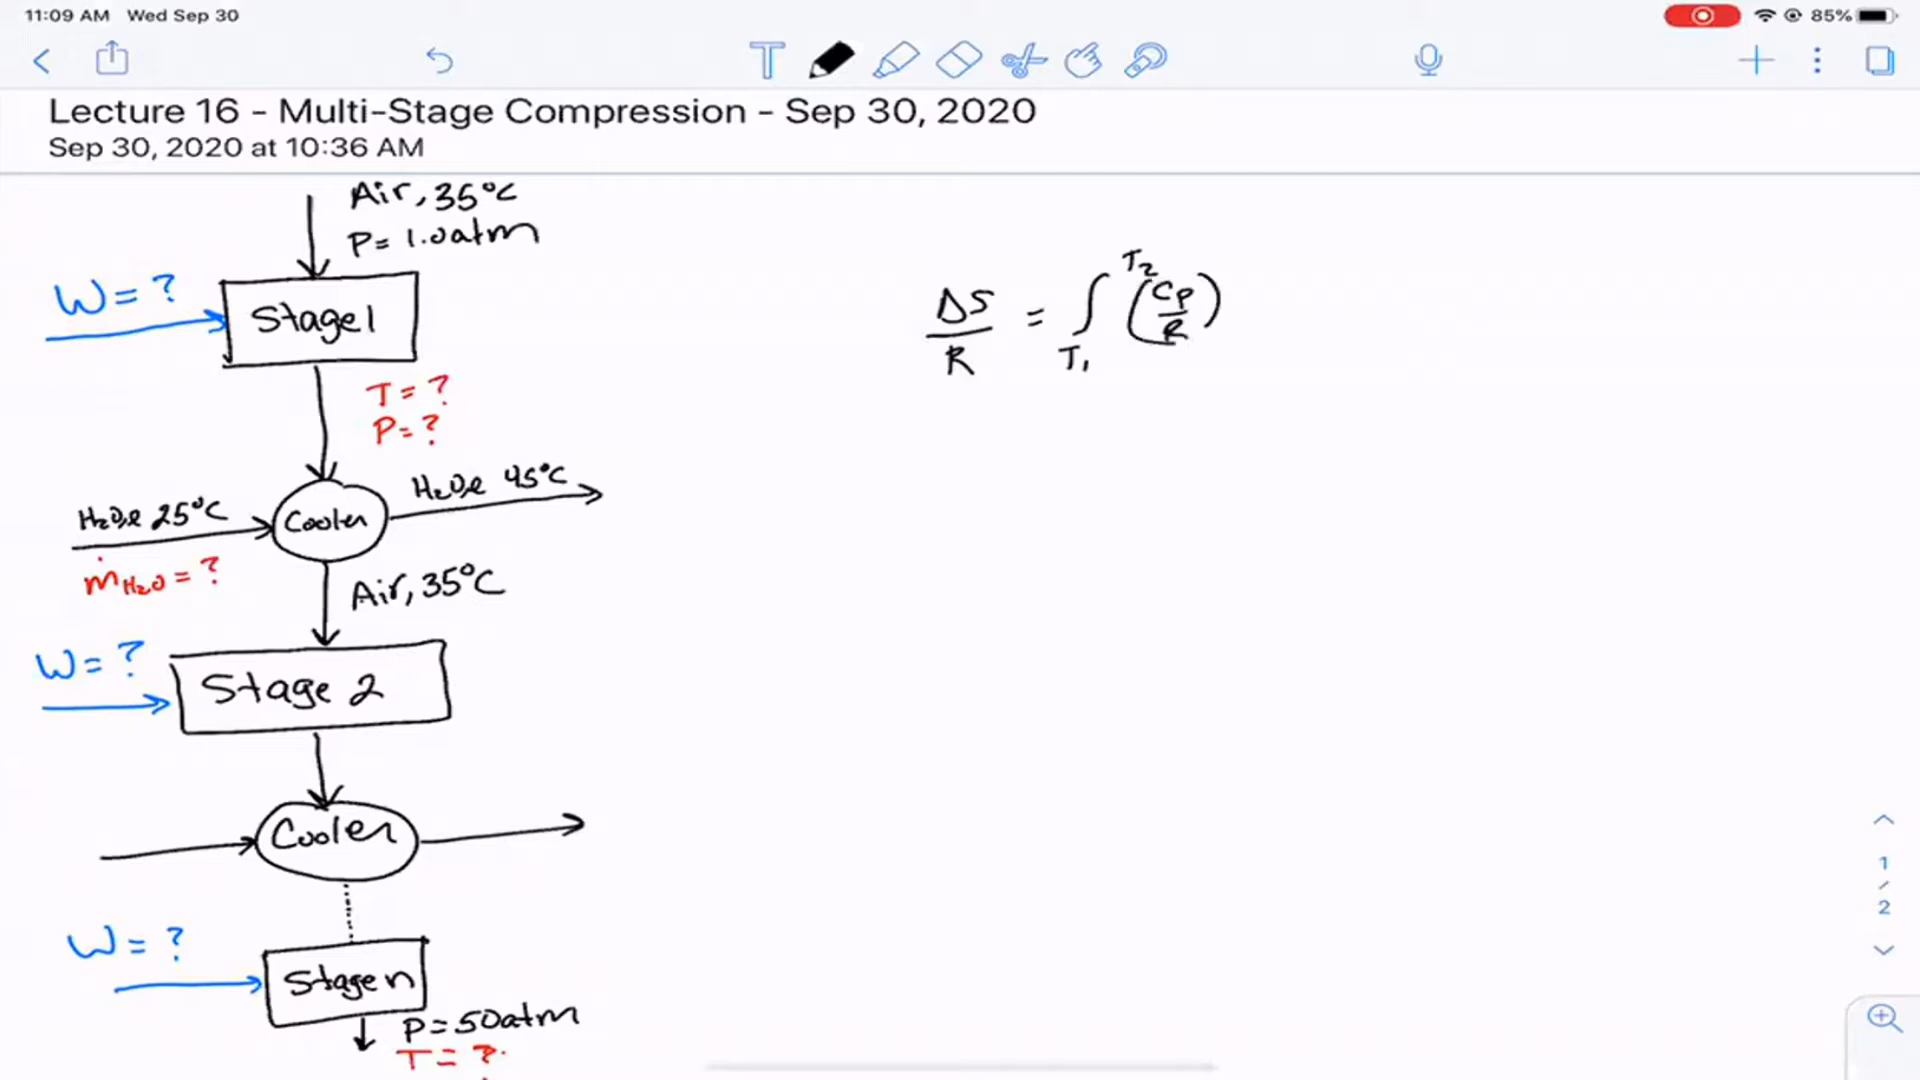 11:09 AM Wed Sep 30
85%
Lecture 16 - Multi-Stage Compression - Sep 30, 2020
Sep 30, 2020 at 10:36 AM
Air, 35°C
P= 1.0atm
W = ?
Stage 1
T = ?
P= ?
H₂O,ℓ 25°C
H₂O,ℓ 45°C
Cooler
ṁ H₂O = ?
Air, 35°C
W = ?
Stage 2
Cooler
W = ?
Stage n
P = 50atm
T = ?
ΔS/R = ∫ T₁ T₂ (CP/R)
1
/
2